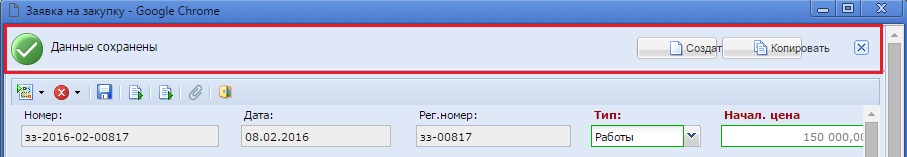 Заявка на закупку - Google Chrome
Данные сохранены
Создат
Копировать
Номер: Дата: Рег.номер: Тип: Начал. цена
зз-2016-02-00817 08.02.2016 зз-00817 Работы 150 000,00